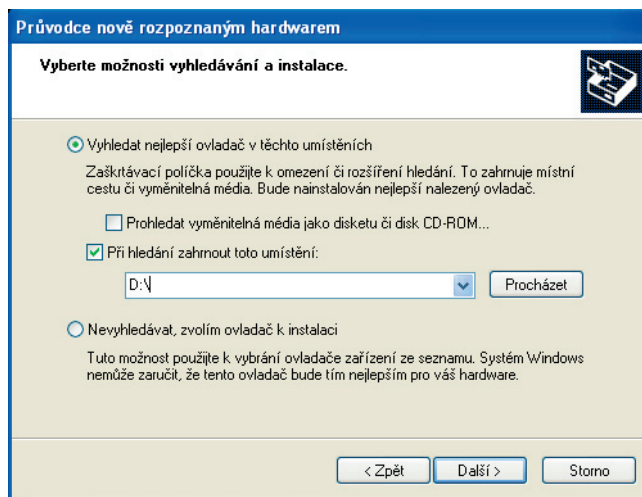 Průvodce nově rozpoznaným hardwarem
Vyberte možnosti vyhledávání a instalace.
Vyhledat nejlepší ovladač v těchto umístěních
Zaškrtávací políčka použijte k omezení či rozšíření hledání. To zahrnuje místní
cestu či vyměnitelná média. Bude nainstalován nejlepší nalezený ovladač.
Prohledat vyměnitelná média jako disketu či disk CD-ROM...
Při hledání zahrnout toto umístění:
D:\
Procházet
Nevyhledávat, zvolím ovladač k instalaci
Tuto možnost použijte k vybrání ovladače zařízení ze seznamu. Systém Windows
nemůže zaručit, že tento ovladač bude tím nejlepším pro váš hardware.
< Zpět
Další >
Storno